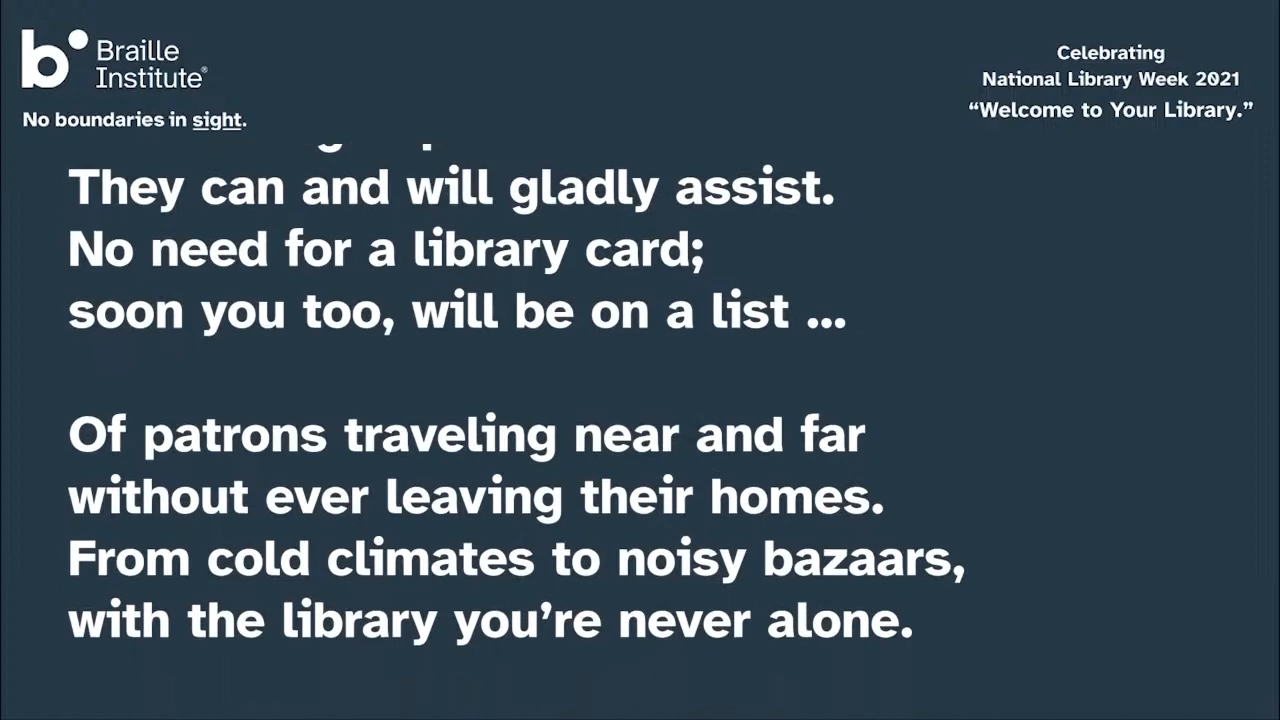 Braille
Institute®
No boundaries in sight.
Celebrating
National Library Week 2021
“Welcome to Your Library.”
They can and will gladly assist.
No need for a library card;
soon you too, will be on a list ...
Of patrons traveling near and far
without ever leaving their homes.
From cold climates to noisy bazaars,
with the library you’re never alone.